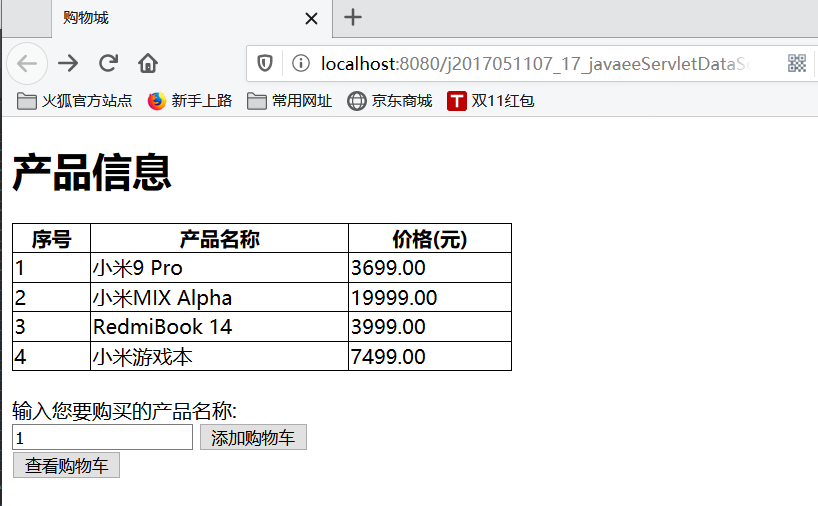 购物城
localhost:8080/j2017051107_17_javaeeServletDataS
火狐官方站点 新手上路 常用网址 京东商城 T 双11红包
产品信息
序号 产品名称 价格(元)
1 小米9 Pro 3699.00
2 小米MIX Alpha 19999.00
3 RedmiBook 14 3999.00
4 小米游戏本 7499.00
输入您要购买的产品名称:
1 添加购物车
查看购物车